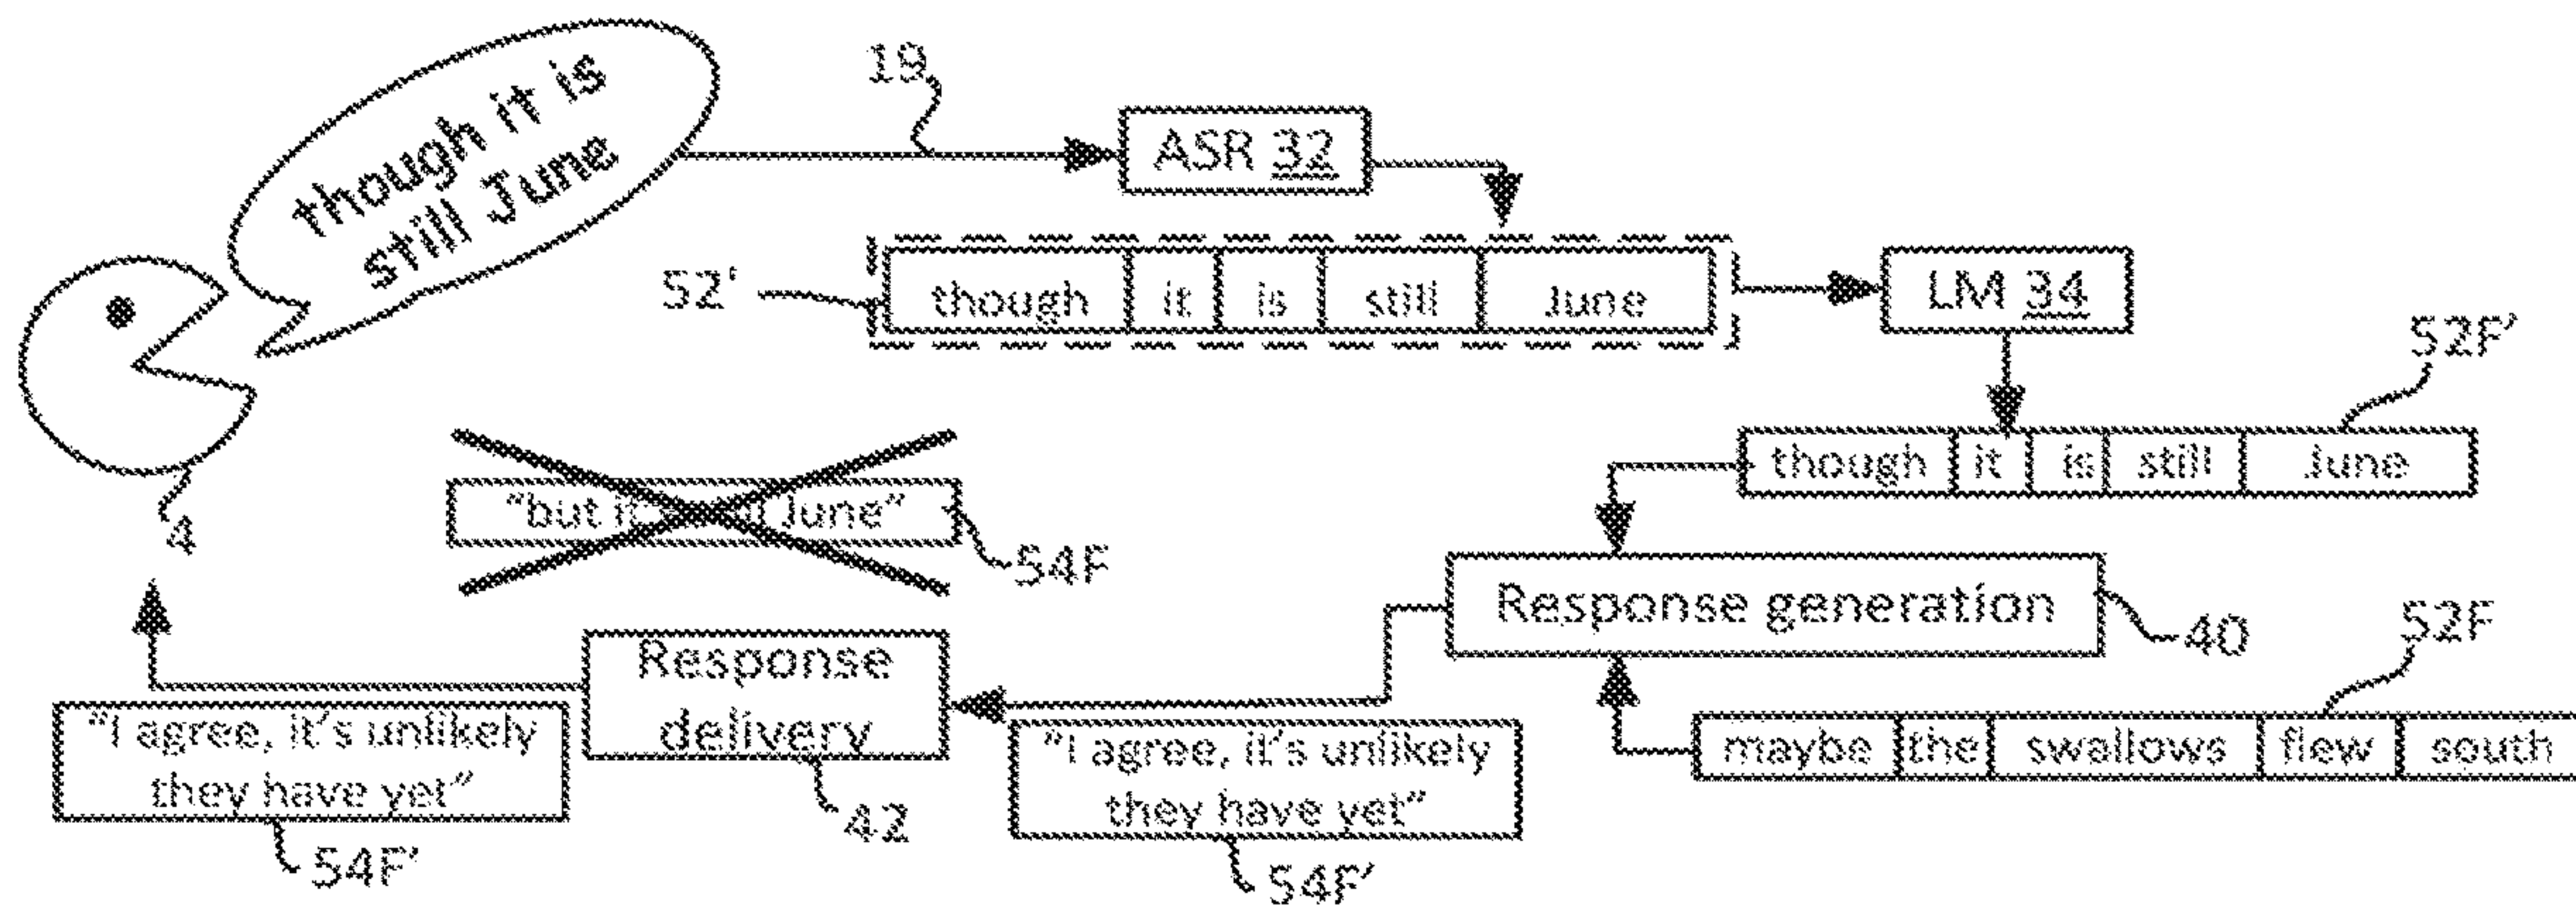 though it is
still June
19
ASR 32
52'
though it is still June
LM 34
52F'
though it is still June
4
"but it June"
54F
Response generation
40
52F
maybe the swallows flew south
Response
delivery
42
"I agree, it's unlikely
they have yet"
54F'
"I agree, it's unlikely
they have yet"
54F'